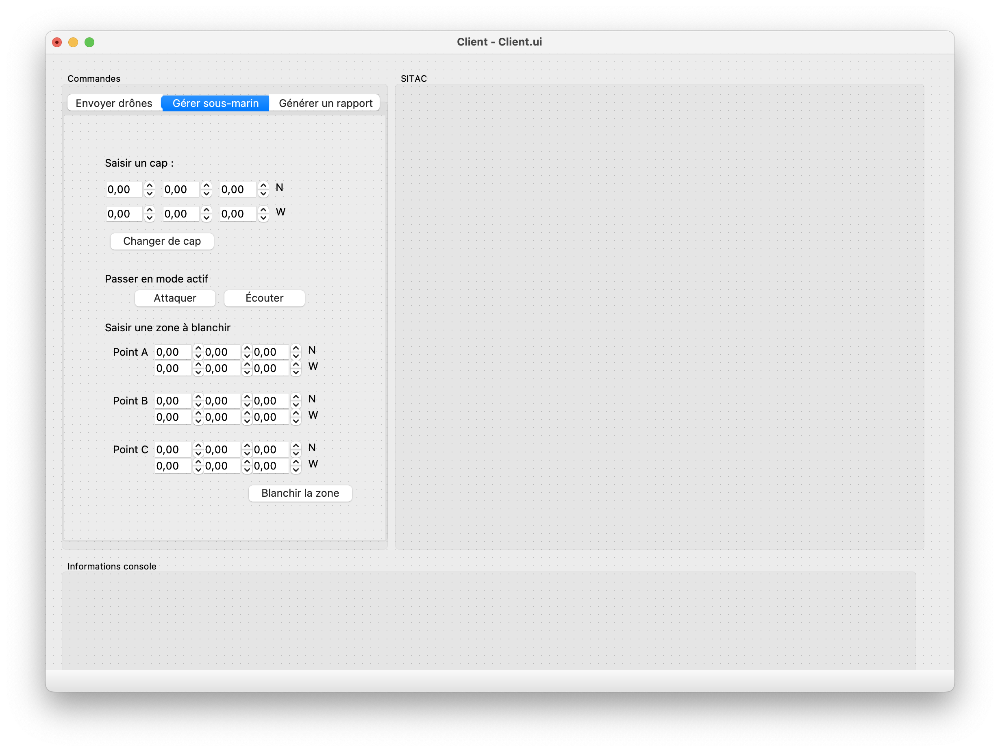 Client - Client.ui
Commandes
SITAC
Envoyer drônes Gérer sous-marin Générer un rapport
Saisir un cap :
0,00 0,00 0,00 N
0,00 0,00 0,00 W
Changer de cap
Passer en mode actif
Attaquer Écouter
Saisir une zone à blanchir
Point A 0,00 0,00 0,00 N
0,00 0,00 0,00 W
Point B 0,00 0,00 0,00 N
0,00 0,00 0,00 W
Point C 0,00 0,00 0,00 N
0,00 0,00 0,00 W
Blanchir la zone
Informations console